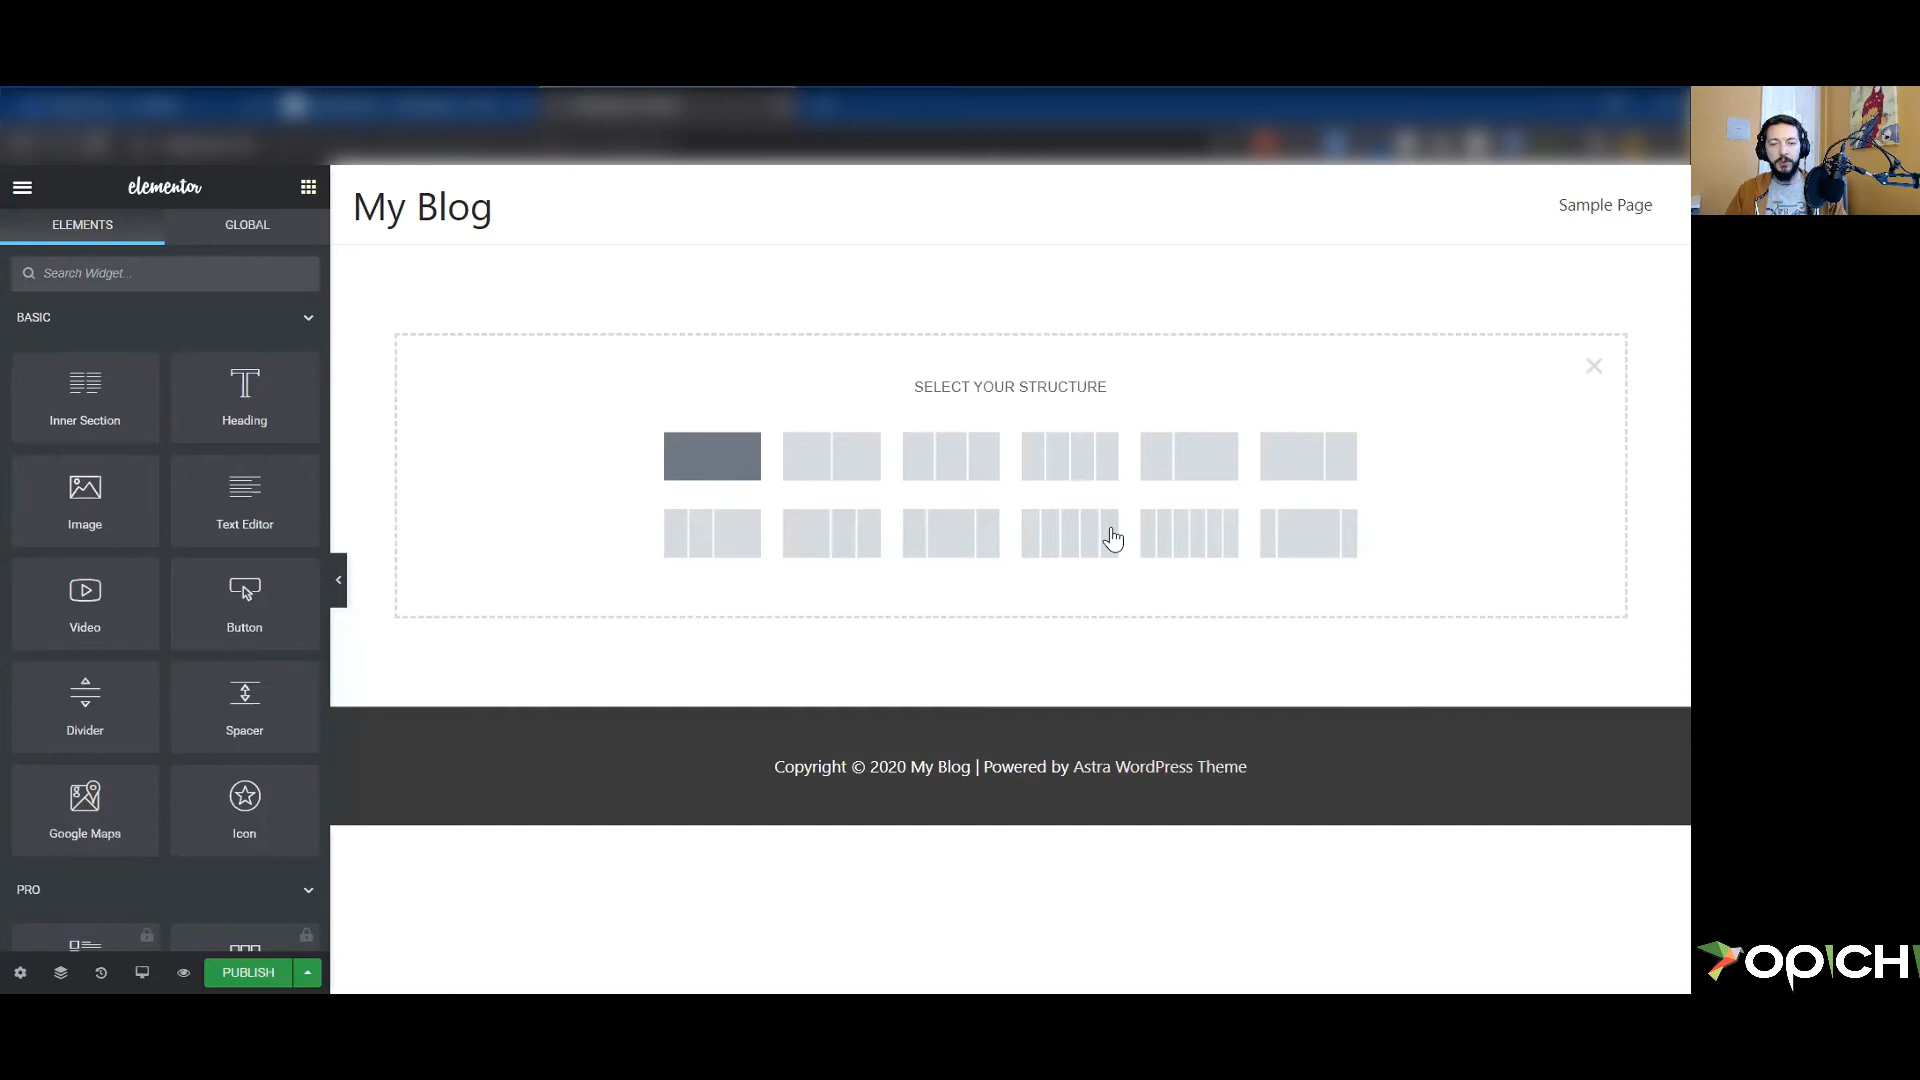 elementor
ELEMENTS
GLOBAL
Search Widget...
BASIC
Inner Section
Heading
Image
Text Editor
Video
Button
Divider
Spacer
Google Maps
Icon
PRO
PUBLISH
My Blog
Sample Page
SELECT YOUR STRUCTURE
Copyright © 2020 My Blog | Powered by Astra WordPress Theme